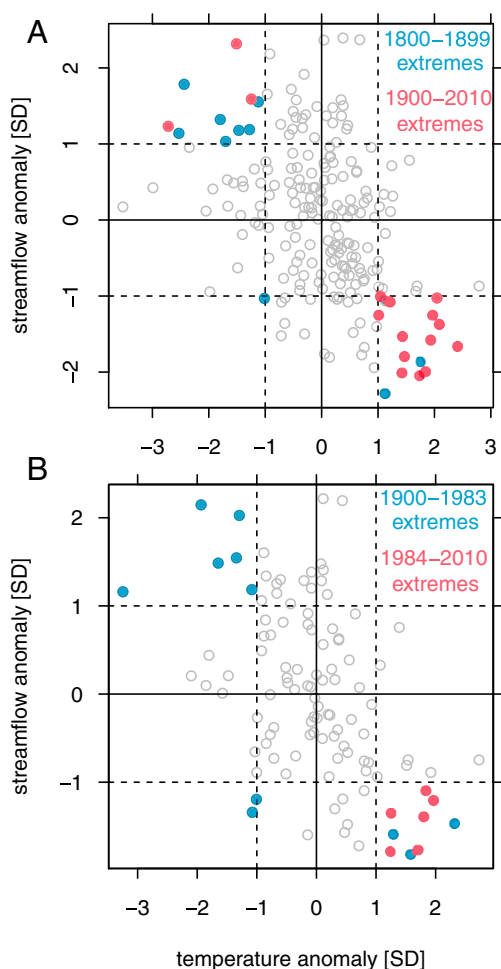 A
1800−1899
extremes
1900−2010
extremes
streamflow anomaly [SD]
2
1
0
−1
−2
−3 −2 −1 0 1 2 3
B
1900−1983
extremes
1984−2010
extremes
streamflow anomaly [SD]
2
1
0
−1
−3 −2 −1 0 1 2
temperature anomaly [SD]